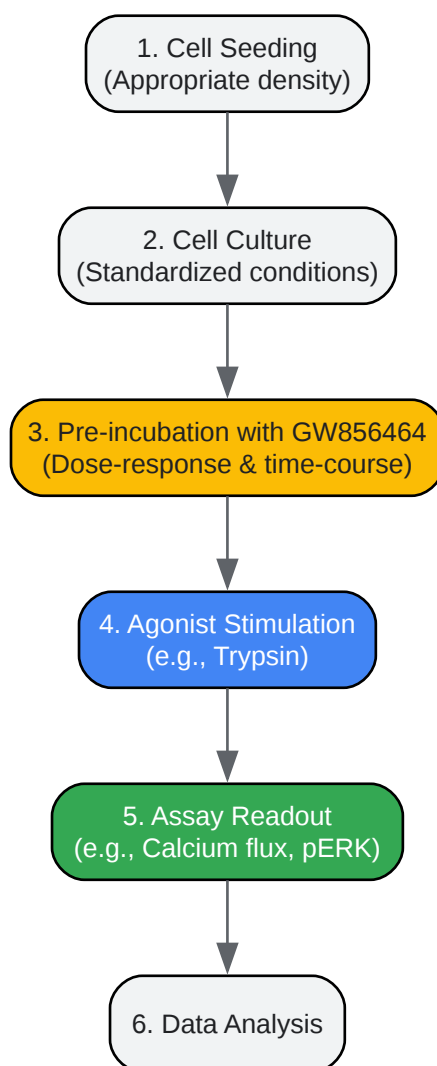 1. Cell Seeding
(Appropriate density)
2. Cell Culture
(Standardized conditions)
3. Pre-incubation with GW856464
(Dose-response & time-course)
4. Agonist Stimulation
(e.g., Trypsin)
5. Assay Readout
(e.g., Calcium flux, pERK)
6. Data Analysis